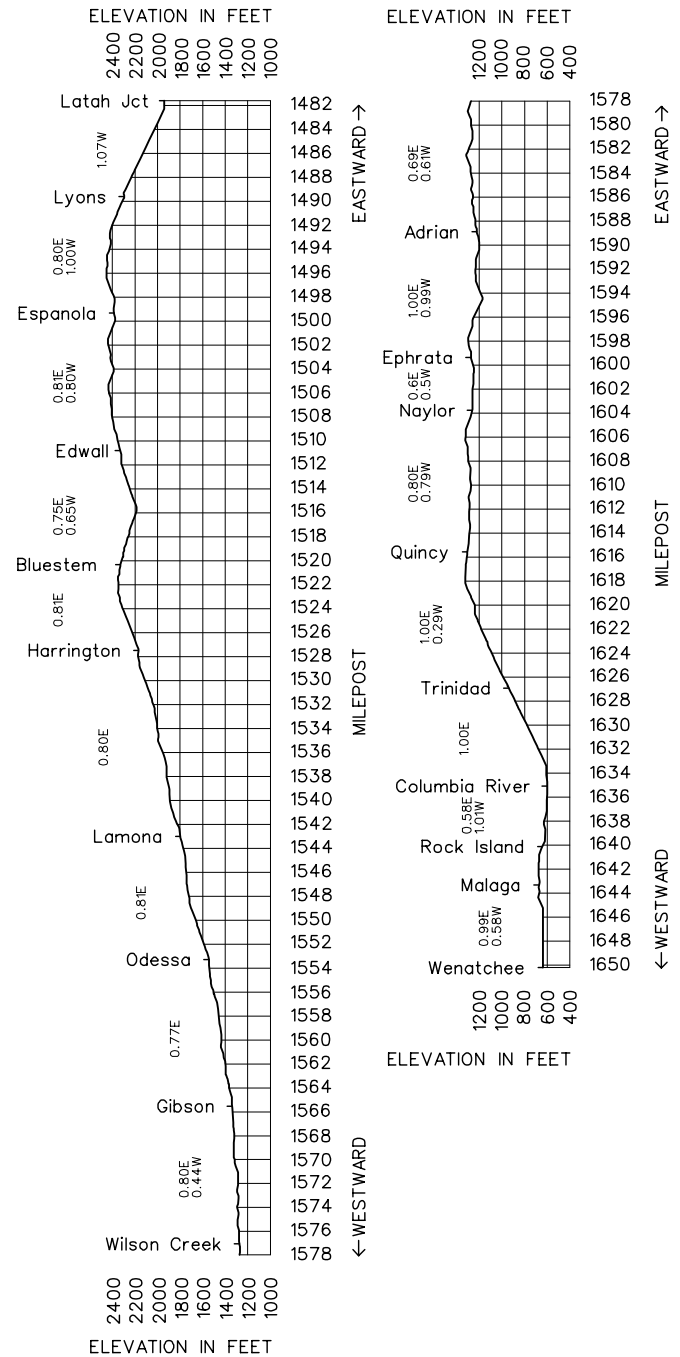 ELEVATION IN FEET
2400 2200 2000 1800 1600 1400 1200 1000
Latah Jct
1.07W
Lyons
0.80E
1.00W
Espanola
0.81E
0.80W
Edwall
0.75E
0.65W
Bluestem
0.81E
Harrington
0.80E
Lamona
0.81E
Odessa
0.77E
Gibson
0.80E
0.44W
Wilson Creek
1482
1484
1486
1488
1490
1492
1494
1496
1498
1500
1502
1504
1506
1508
1510
1512
1514
1516
1518
1520
1522
1524
1526
1528
1530
1532
1534
1536
1538
1540
1542
1544
1546
1548
1550
1552
1554
1556
1558
1560
1562
1564
1566
1568
1570
1572
1574
1576
1578
EASTWARD→
MILEPOST
←WESTWARD
2400 2200 2000 1800 1600 1400 1200 1000
ELEVATION IN FEET
ELEVATION IN FEET
1200 1000 800 600 400
0.69E
0.61W
Adrian
1.00E
0.99W
Ephrata
0.6E
0.5W
Naylor
0.80E
0.79W
Quincy
1.00E
0.29W
Trinidad
1.00E
Columbia River
0.58E
1.01W
Rock Island
Malaga
0.99E
0.58W
Wenatchee
1578
1580
1582
1584
1586
1588
1590
1592
1594
1596
1598
1600
1602
1604
1606
1608
1610
1612
1614
1616
1618
1620
1622
1624
1626
1628
1630
1632
1634
1636
1638
1640
1642
1644
1646
1648
1650
EASTWARD→
MILEPOST
←WESTWARD
1200 1000 800 600 400
ELEVATION IN FEET